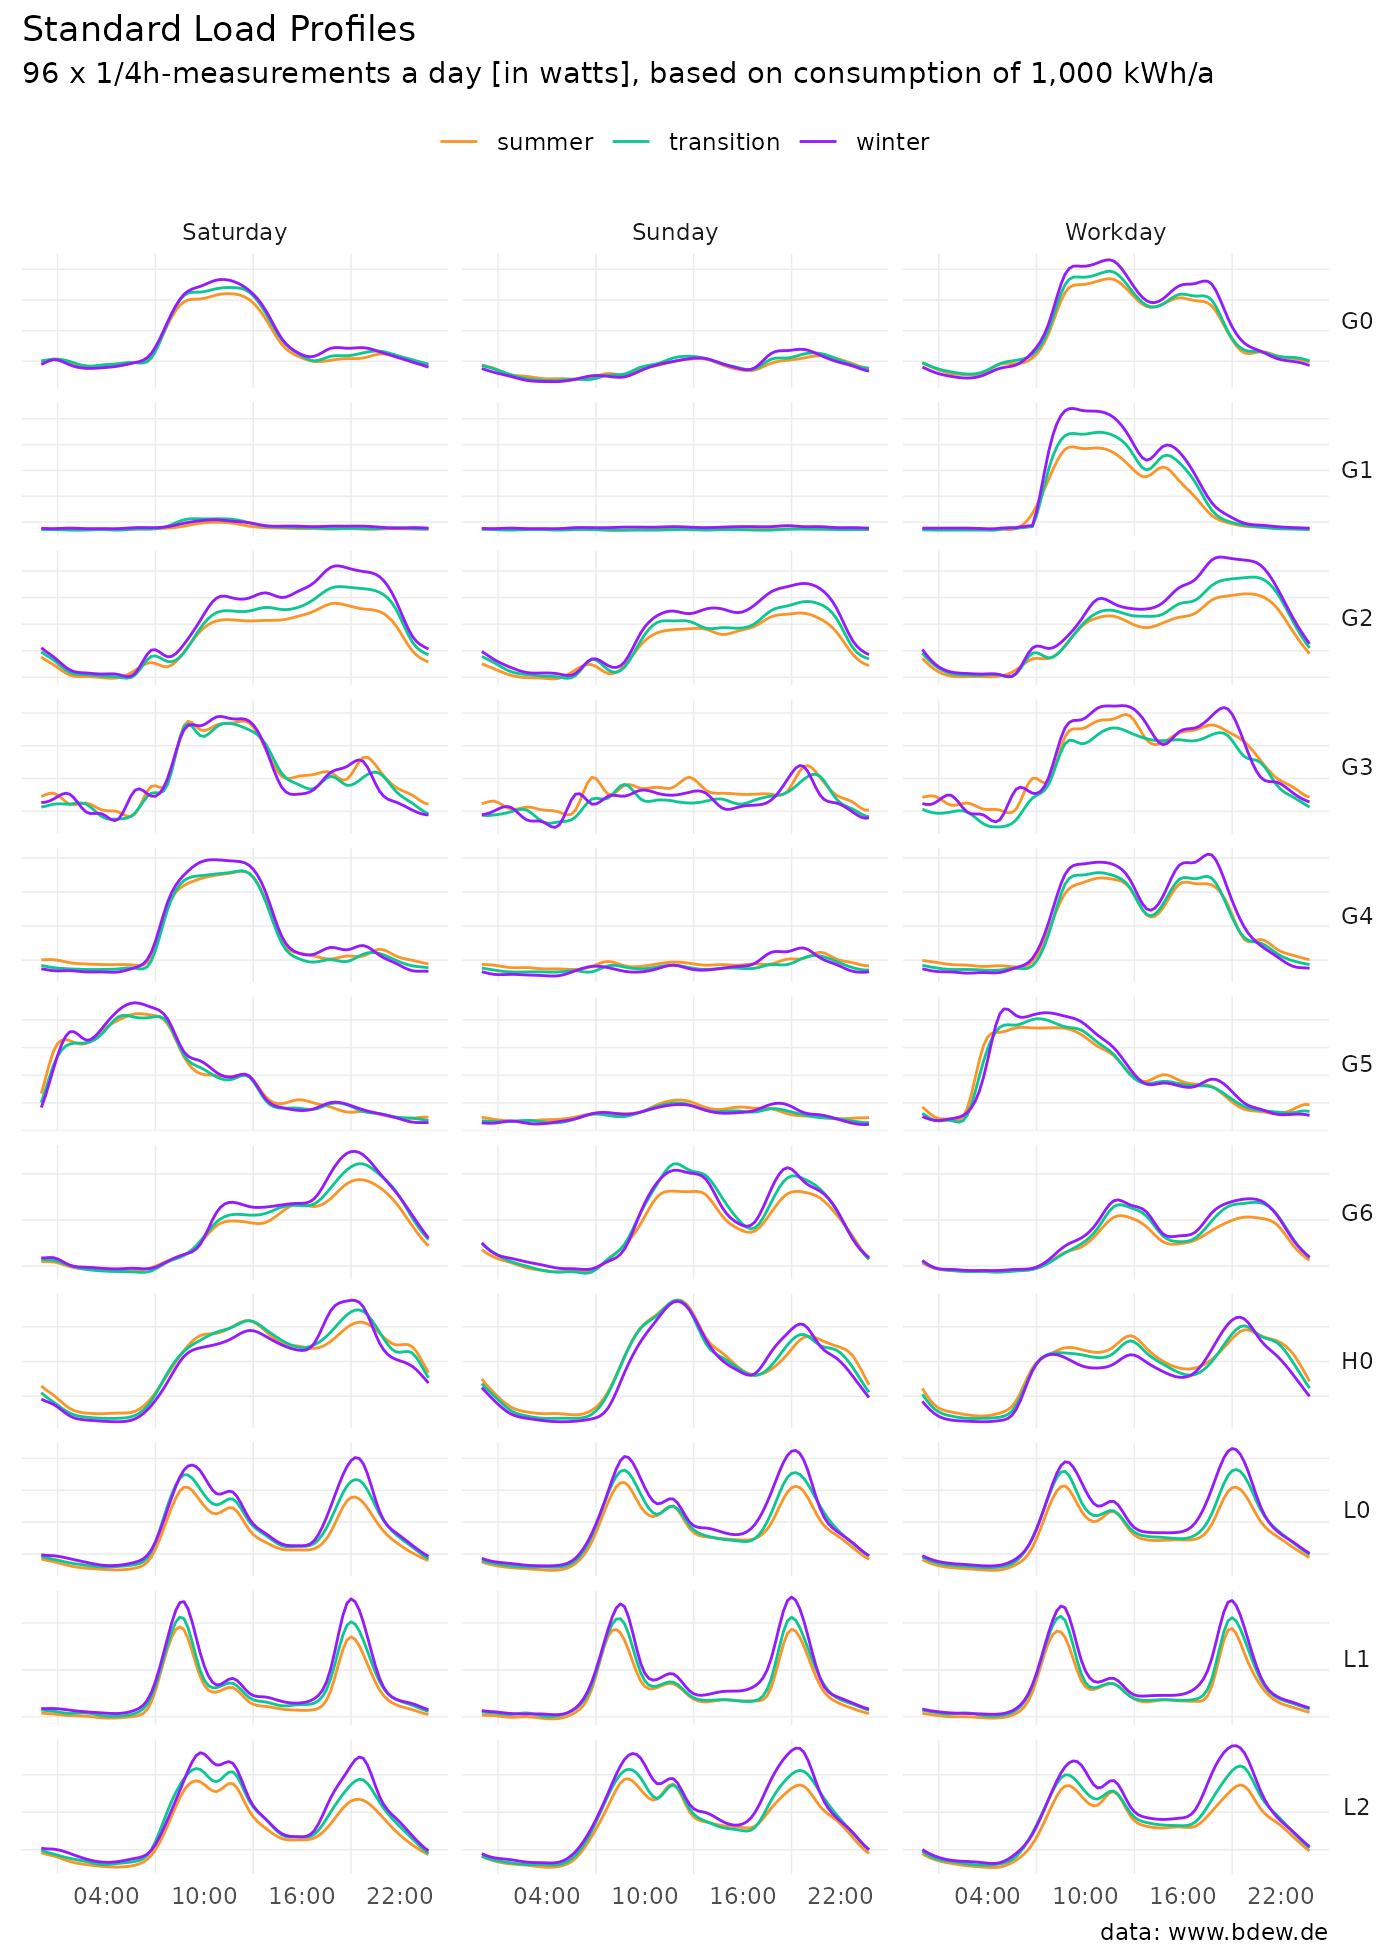 Standard Load Profiles
96 x 1/4h-measurements a day [in watts], based on consumption of 1,000 kWh/a
summer transition winter
Saturday Sunday Workday
G0
G1
G2
G3
G4
G5
G6
H0
L0
L1
L2
04:00 10:00 16:00 22:00 04:00 10:00 16:00 22:00 04:00 10:00 16:00 22:00
data: www.bdew.de